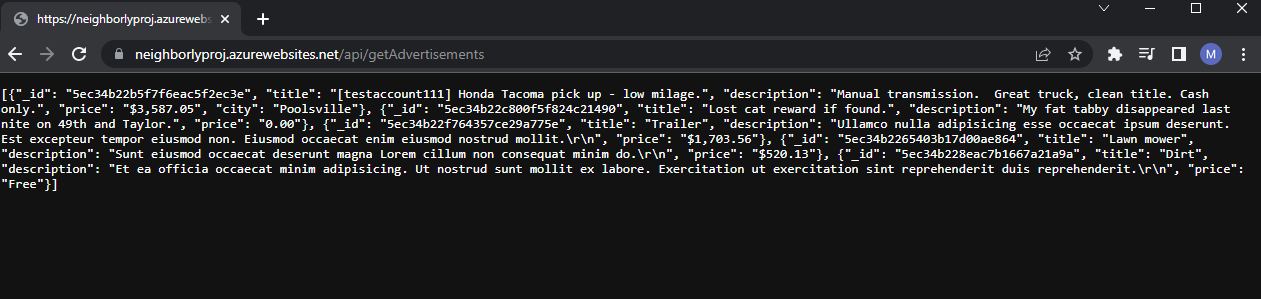 https://neighborlyproj.azurewebs
neighborlyproj.azurewebsites.net/api/getAdvertisements
M
[{"_id": "5ec34b22b5f7f6eac5f2ec3e", "title": "[testaccount111] Honda Tacoma pick up - low milage.", "description": "Manual transmission.  Great truck, clean title. Cash
only.", "price": "$3,587.05", "city": "Poolsville"}, {"_id": "5ec34b22c800f5f824c21490", "title": "Lost cat reward if found.", "description": "My fat tabby disappeared last
nite on 49th and Taylor.", "price": "0.00"}, {"_id": "5ec34b22f764357ce29a775e", "title": "Trailer", "description": "Ullamco nulla adipisicing esse occaecat ipsum deserunt.
Est excepteur tempor eiusmod non. Eiusmod occaecat enim eiusmod nostrud mollit.\r\n", "price": "$1,703.56"}, {"_id": "5ec34b2265403b17d00ae864", "title": "Lawn mower",
"description": "Sunt eiusmod occaecat deserunt magna Lorem cillum non consequat minim do.\r\n", "price": "$520.13"}, {"_id": "5ec34b228eac7b1667a21a9a", "title": "Dirt",
"description": "Et ea officia occaecat minim adipisicing. Ut nostrud sunt mollit ex labore. Exercitation ut exercitation sint reprehenderit duis reprehenderit.\r\n", "price":
"Free"}]